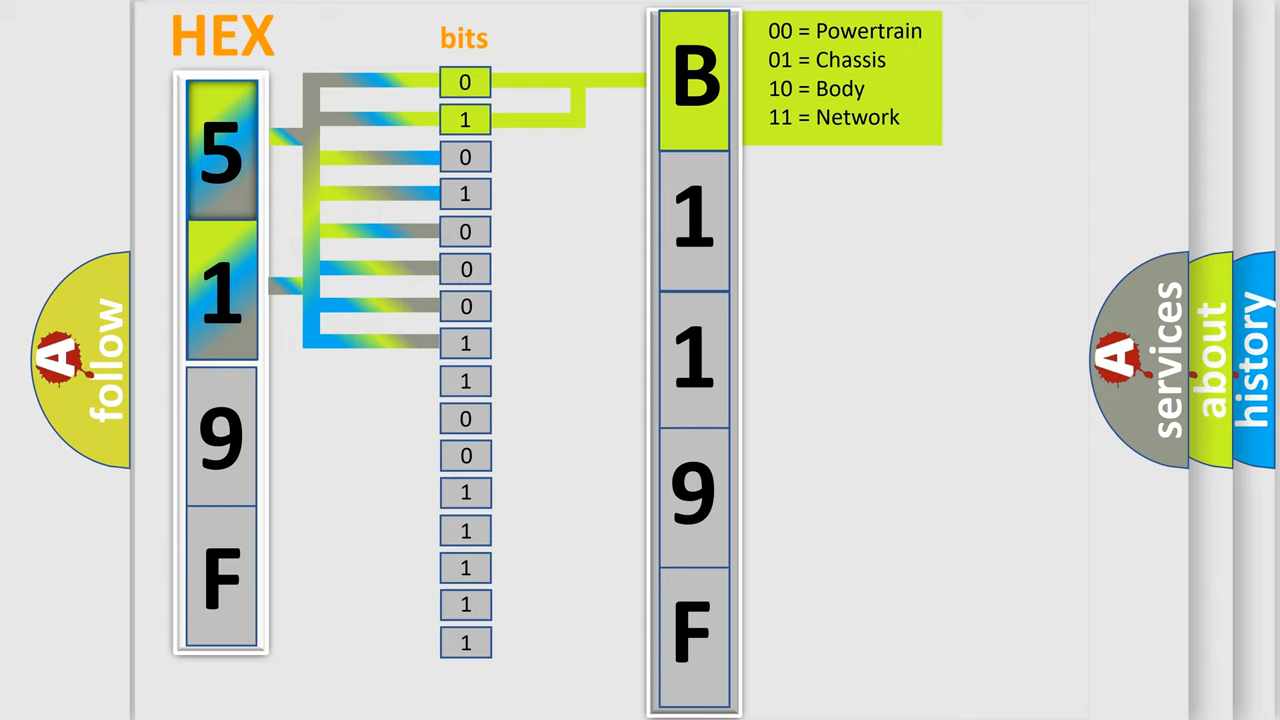 HEX
bits
5
1
9
F
0
1
0
1
0
0
0
1
1
0
0
1
1
1
1
1
B
1
1
9
F
00 = Powertrain
01 = Chassis
10 = Body
11 = Network
A
follow
A
services
about
history